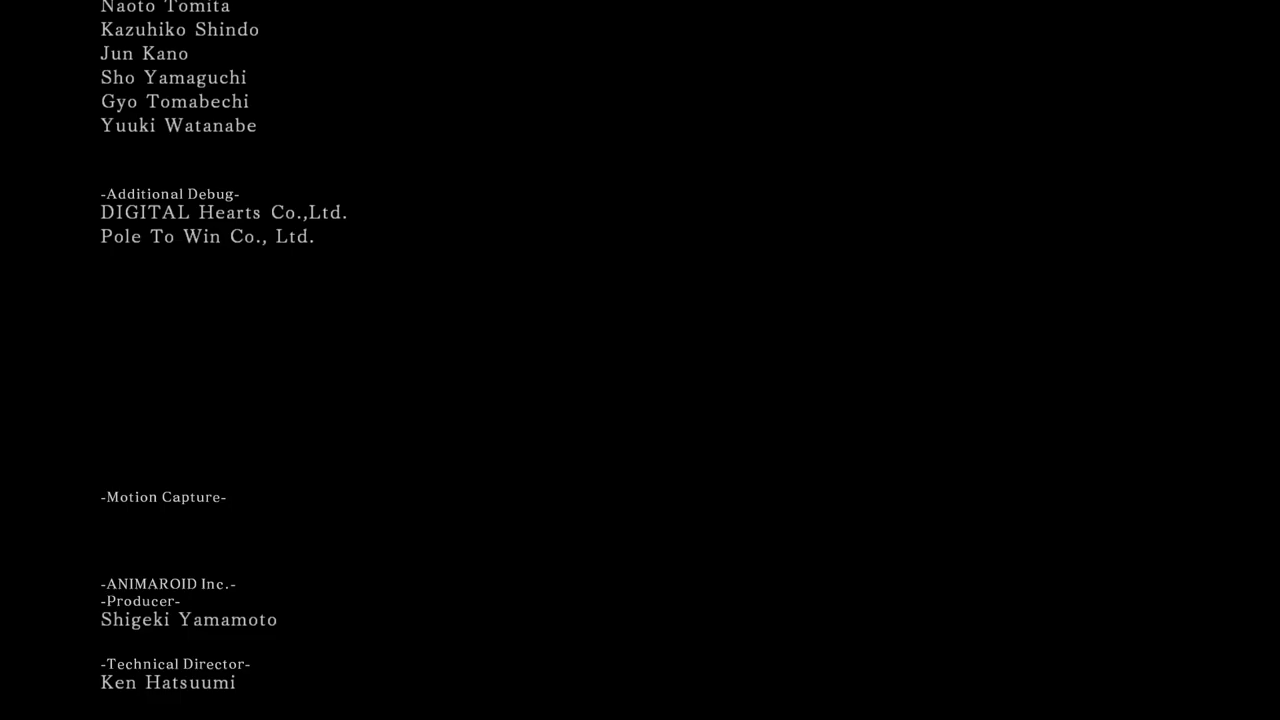 Naoto Tomita
Kazuhiko Shindo
Jun Kano
Sho Yamaguchi
Gyo Tomabechi
Yuuki Watanabe
-Additional Debug-
DIGITAL Hearts Co.,Ltd.
Pole To Win Co., Ltd.
-Motion Capture-
-ANIMAROID Inc.-
-Producer-
Shigeki Yamamoto
-Technical Director-
Ken Hatsuumi